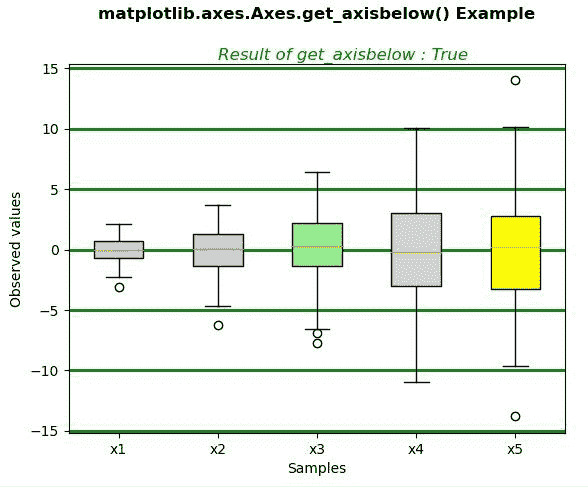 matplotlib.axes.Axes.get_axisbelow() Example
Result of get_axisbelow : True
15
10
5
0
−5
−10
−15
Observed values
x1 x2 x3 x4 x5
Samples